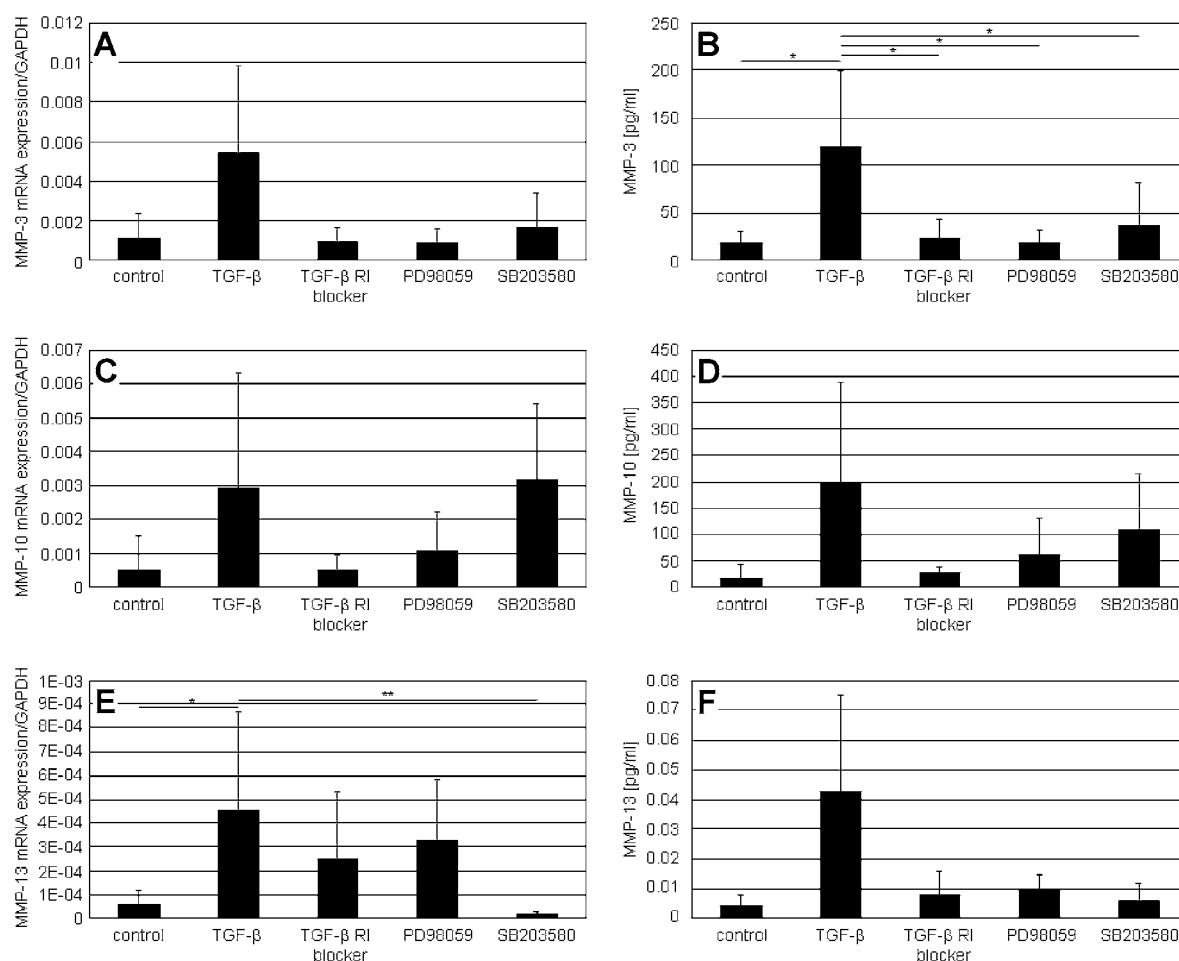 A
MMP-3 mRNA expression/GAPDH
0.012
0.01
0.008
0.006
0.004
0.002
0
control
TGF-β
TGF-β RI
blocker
PD98059
SB203580
B
MMP-3 [pg/ml]
250
200
150
100
50
0
*
*
*
*
control
TGF-β
TGF-β RI
blocker
PD98059
SB203580
C
MMP-10 mRNA expression/GAPDH
0.007
0.006
0.005
0.004
0.003
0.002
0.001
0
control
TGF-β
TGF-β RI
blocker
PD98059
SB203580
D
MMP-10 [pg/ml]
450
400
350
300
250
200
150
100
50
0
control
TGF-β
TGF-β RI
blocker
PD98059
SB203580
E
MMP-13 mRNA expression/GAPDH
1E-03
9E-04
8E-04
7E-04
6E-04
5E-04
4E-04
3E-04
2E-04
1E-04
0
*
**
control
TGF-β
TGF-β RI
blocker
PD98059
SB203580
F
MMP-13 [pg/ml]
0.08
0.07
0.06
0.05
0.04
0.03
0.02
0.01
0
control
TGF-β
TGF-β RI
blocker
PD98059
SB203580